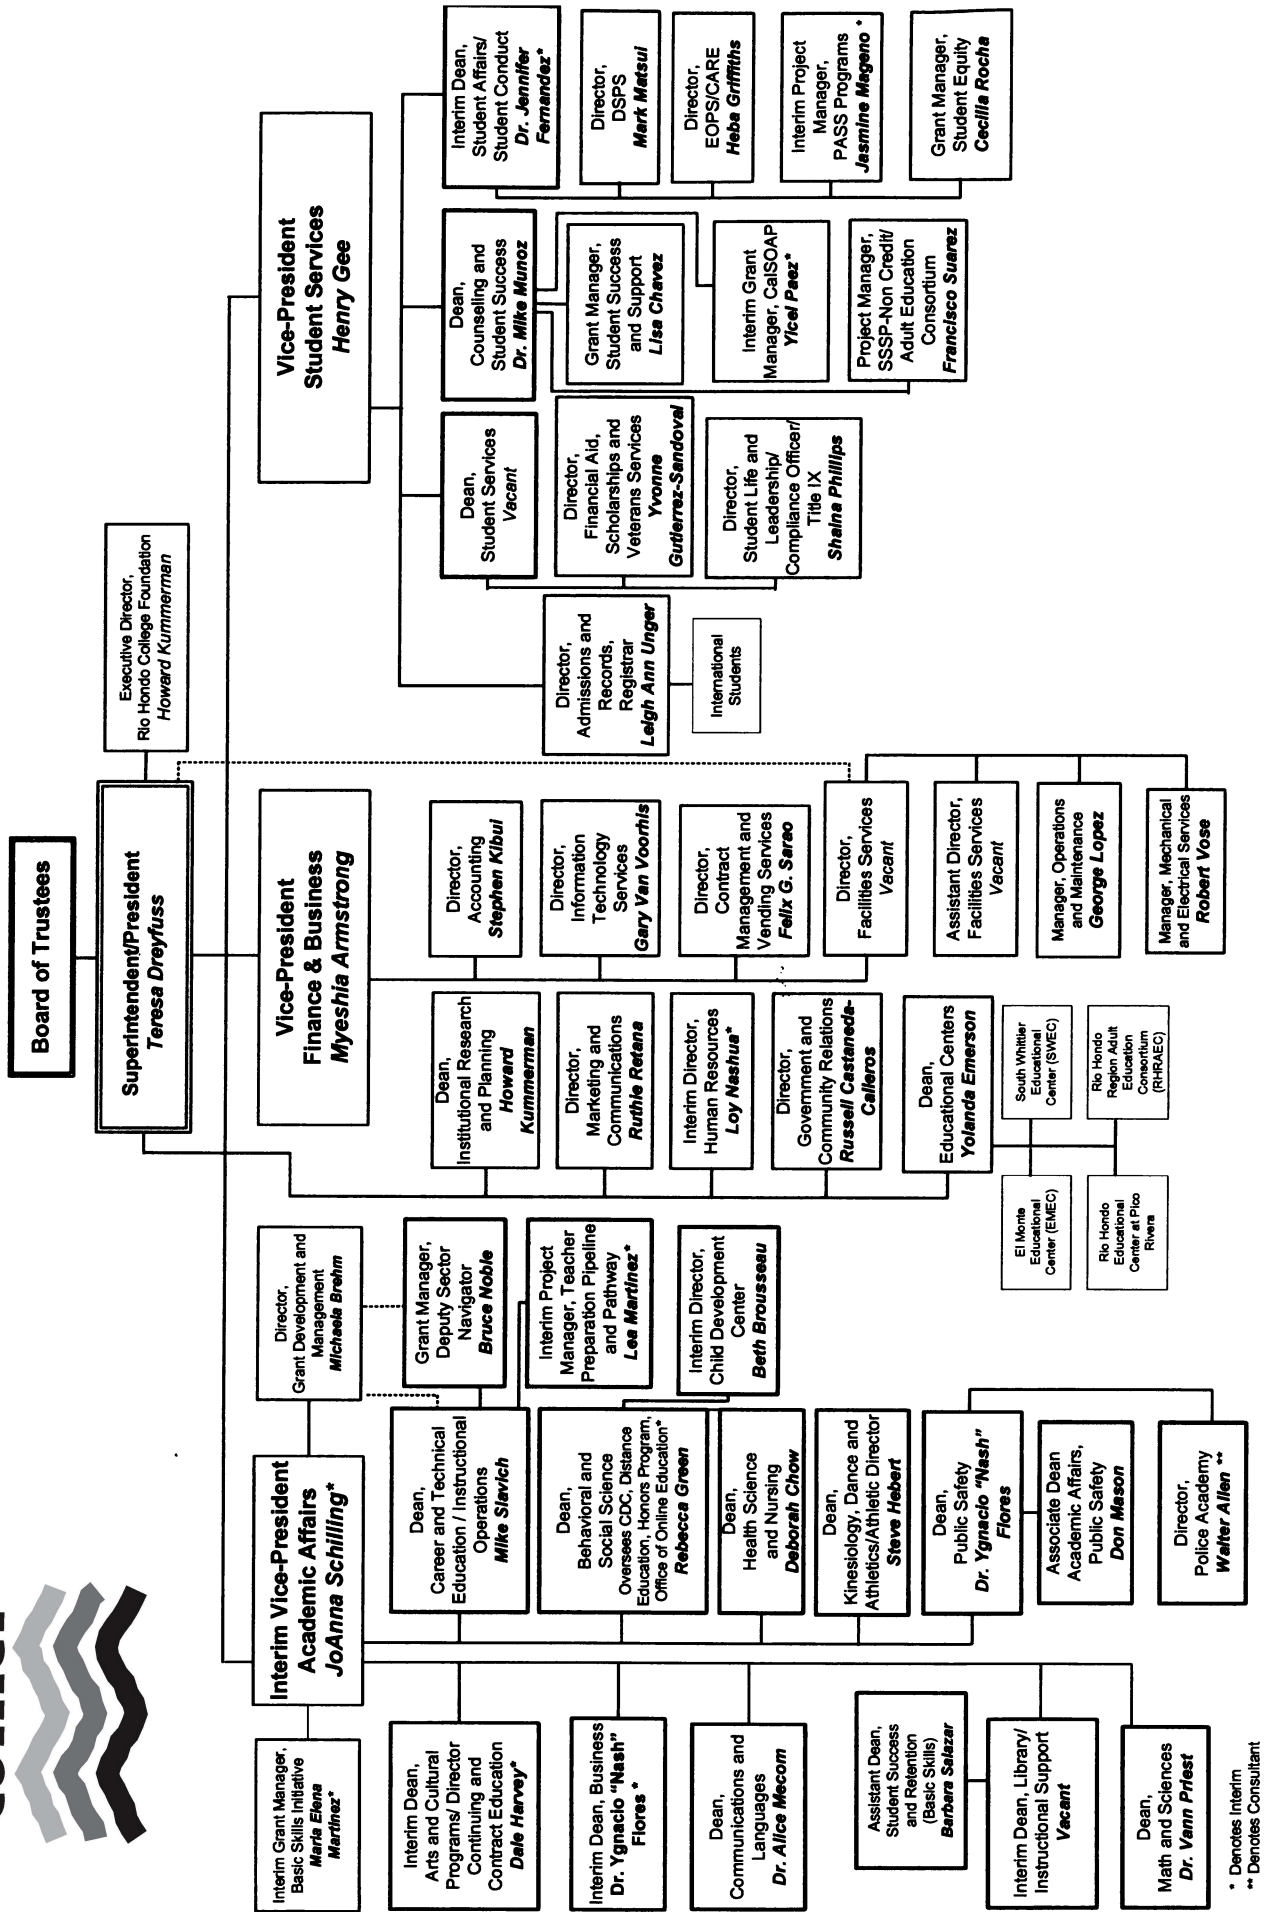 Board of Trustees
Superintendent/President
Teresa Dreyfuss
Executive Director,
Rio Hondo College Foundation
Howard Kummerman
Interim Vice-President
Academic Affairs
JoAnna Schilling*
Vice-President
Finance & Business
Myeshia Armstrong
Vice-President
Student Services
Henry Gee
Interim Grant Manager,
Basic Skills Initiative
Maria Elena
Martinez*
Director,
Grant Development and
Management
Michaela Brehm
Interim Dean,
Arts and Cultural
Programs/ Director
Continuing and
Contract Education
Dale Harvey*
Interim Dean, Business
Dr. Ygnacio "Nash"
Flores *
Dean,
Communications and
Languages
Dr. Alice Mecom
Assistant Dean,
Student Success
and Retention
(Basic Skills)
Barbara Salazar
Interim Dean, Library/
Instructional Support
Vacant
Dean,
Math and Sciences
Dr. Vann Priest
Dean,
Career and Technical
Education / Instructional
Operations
Mike Slavich
Grant Manager,
Deputy Sector
Navigator
Bruce Noble
Interim Project
Manager, Teacher
Preparation Pipeline
and Pathway
Lea Martinez*
Dean,
Behavioral and
Social Science
Oversees CDC, Distance
Education, Honors Program,
Office of Online Education*
Rebecca Green
Interim Director,
Child Development
Center
Beth Brousseau
Dean,
Health Science
and Nursing
Deborah Chow
Dean,
Kinesiology, Dance and
Athletics/Athletic Director
Steve Hebert
Dean,
Public Safety
Dr. Ygnacio "Nash"
Flores
Associate Dean
Academic Affairs,
Public Safety
Don Mason
Director,
Police Academy
Walter Allen **
Dean,
Institutional Research
and Planning
Howard
Kummerman
Director,
Marketing and
Communications
Ruthie Retana
Interim Director,
Human Resources
Loy Nashua*
Director,
Government and
Community Relations
Russell Castaneda-
Calleros
Dean,
Educational Centers
Yolanda Emerson
El Monte
Educational
Center (EMEC)
South Whittier
Educational
Center (SWEC)
Rio Hondo
Educational
Center at Pico
Rivera
Rio Hondo
Region Adult
Education
Consortium
(RHRAEC)
Director,
Accounting
Stephen Kibui
Director,
Information
Technology
Services
Gary Van Voorhis
Director,
Contract
Management and
Vending Services
Felix G. Sarao
Director,
Facilities Services
Vacant
Assistant Director,
Facilities Services
Vacant
Manager, Operations
and Maintenance
George Lopez
Manager, Mechanical
and Electrical Services
Robert Vose
Director,
Admissions and
Records,
Registrar
Leigh Ann Unger
International
Students
Dean,
Student Services
Vacant
Director,
Financial Aid,
Scholarships and
Veterans Services
Yvonne
Gutierrez-Sandoval
Director,
Student Life and
Leadership/
Compliance Officer/
Title IX
Shaina Phillips
Dean,
Counseling and
Student Success
Dr. Mike Munoz
Grant Manager,
Student Success
and Support
Lisa Chavez
Interim Grant
Manager, CalSOAP
Yicel Paez*
Project Manager,
SSSP-Non Credit/
Adult Education
Consortium
Francisco Suarez
Interim Dean,
Student Affairs/
Student Conduct
Dr. Jennifer
Fernandez*
Director,
DSPS
Mark Matsui
Director,
EOPS/CARE
Heba Griffiths
Interim Project
Manager,
PASS Programs
Jasmine Mageno *
Grant Manager,
Student Equity
Cecilia Rocha
* Denotes Interim
** Denotes Consultant